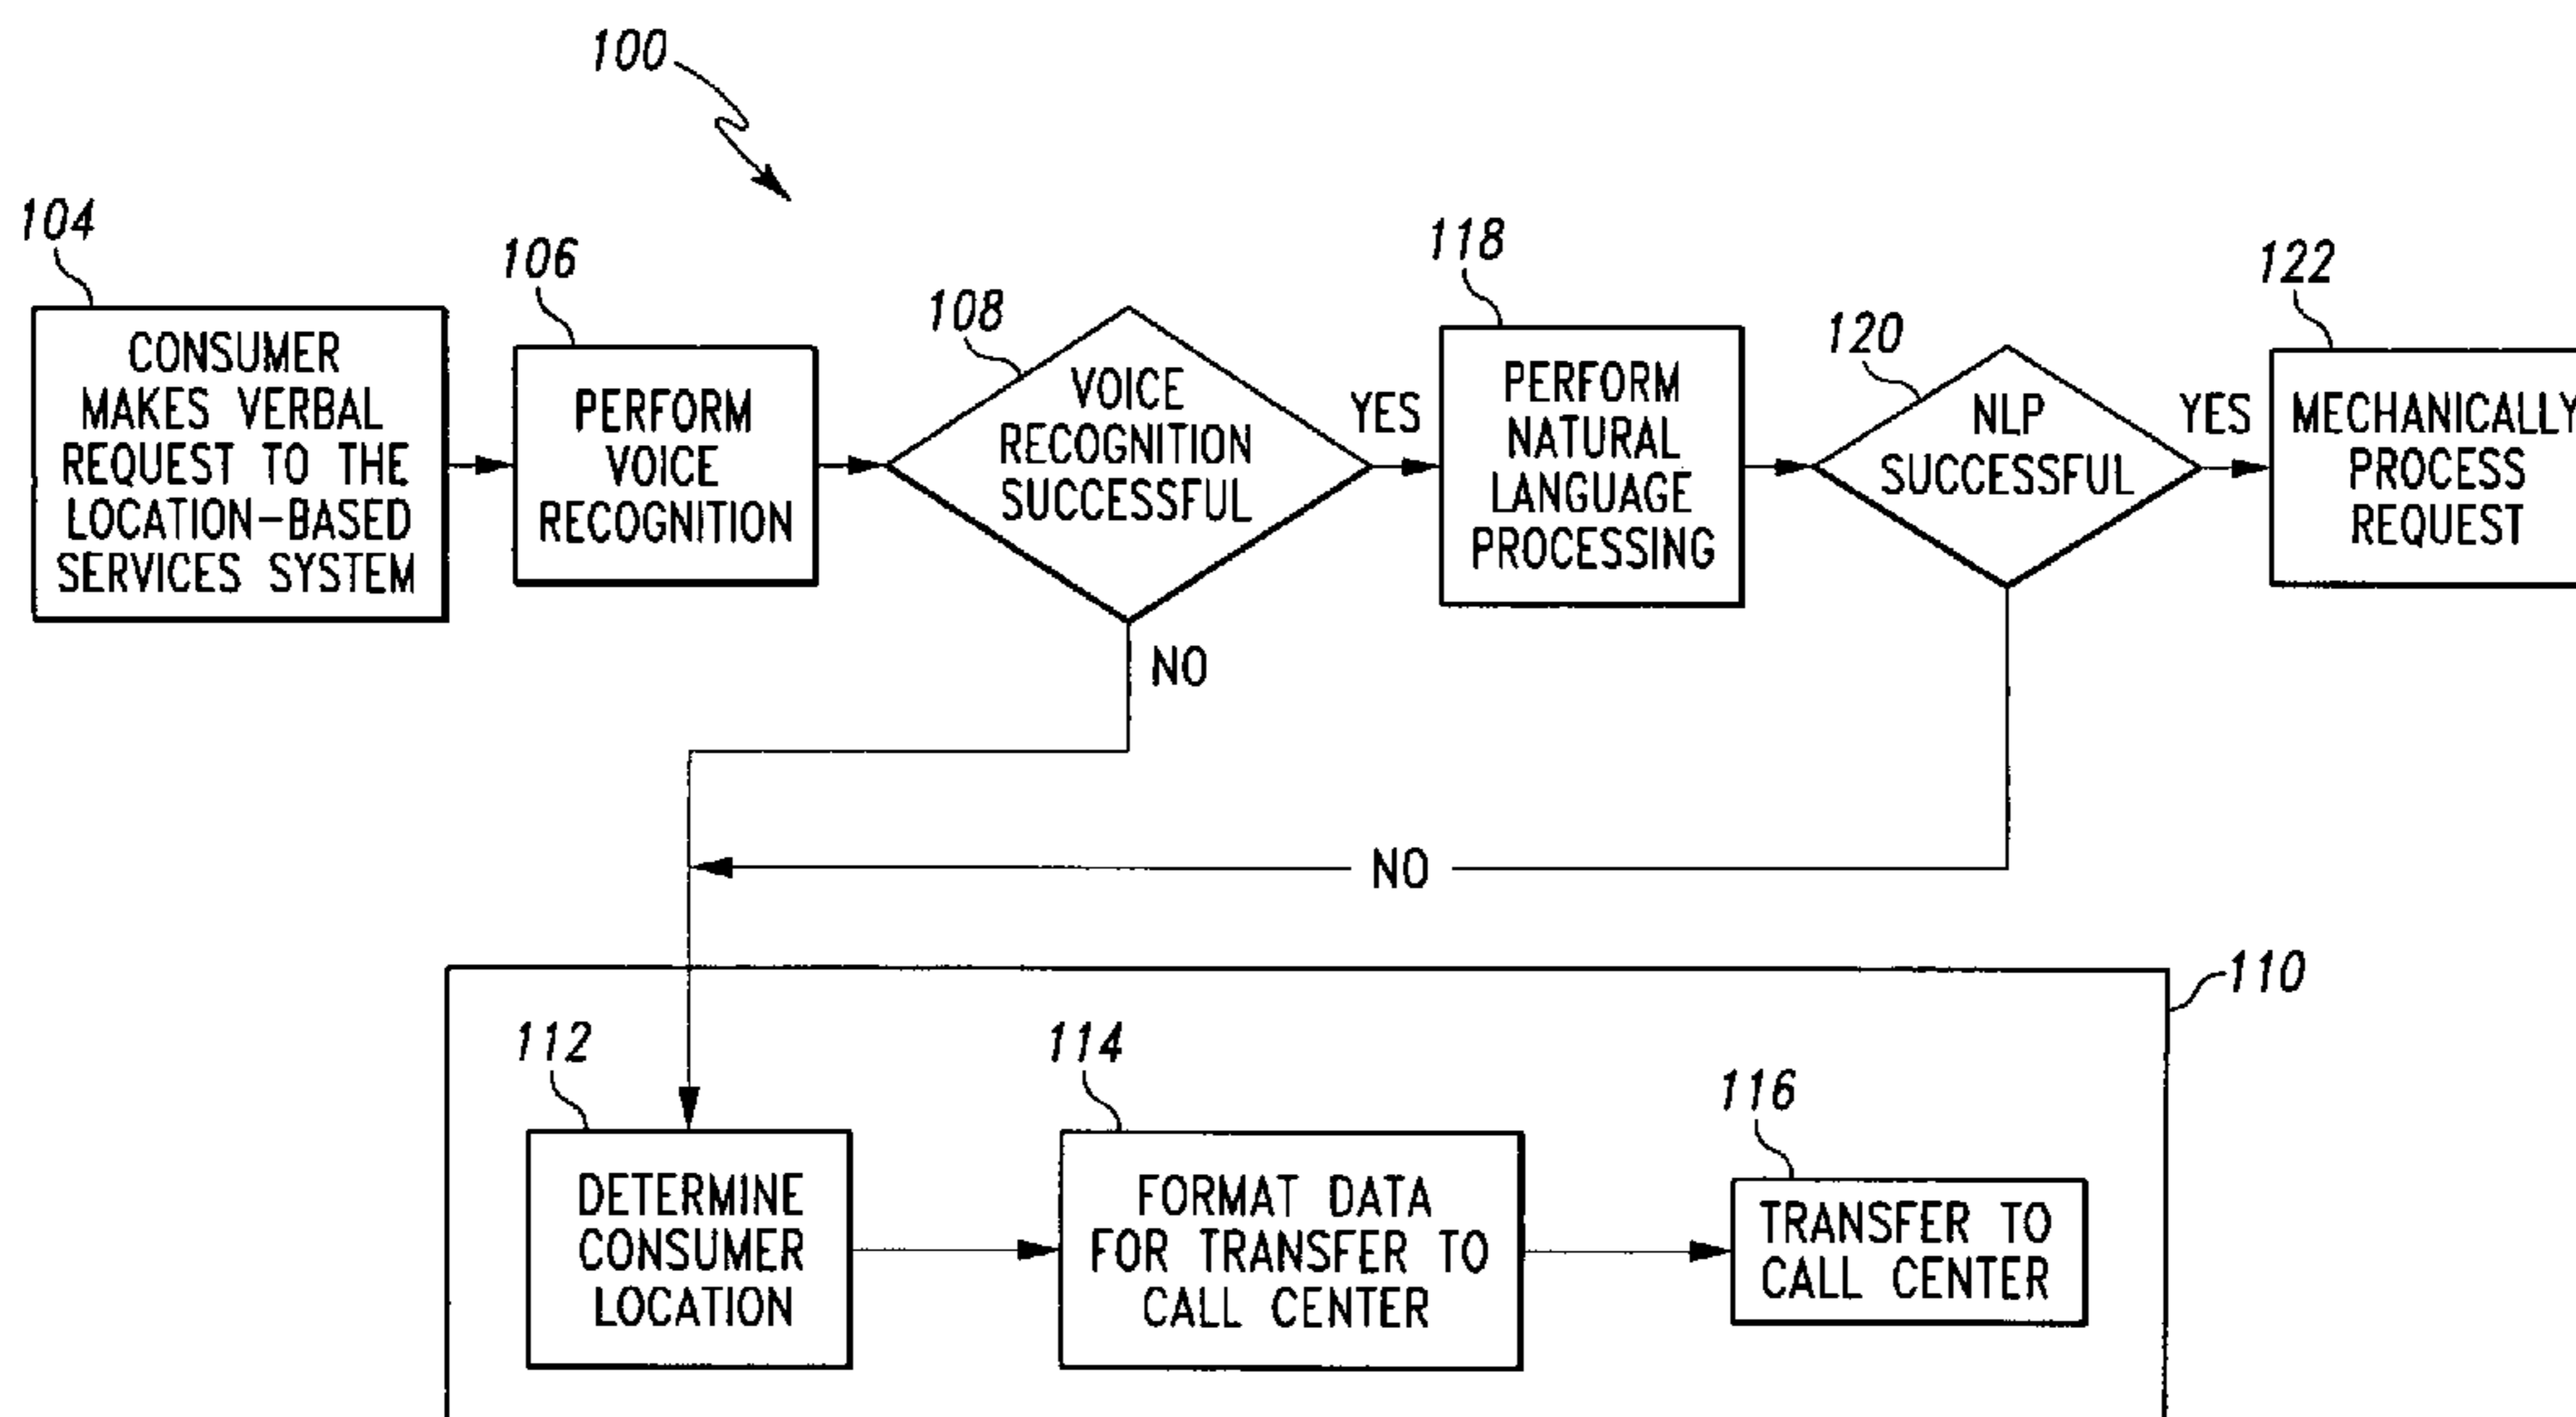 100
104
CONSUMER
MAKES VERBAL
REQUEST TO THE
LOCATION-BASED
SERVICES SYSTEM
106
PERFORM
VOICE
RECOGNITION
108
VOICE
RECOGNITION
SUCCESSFUL
YES
118
PERFORM
NATURAL
LANGUAGE
PROCESSING
120
NLP
SUCCESSFUL
YES
122
MECHANICALLY
PROCESS
REQUEST
NO
NO
110
112
DETERMINE
CONSUMER
LOCATION
114
FORMAT DATA
FOR TRANSFER TO
CALL CENTER
116
TRANSFER TO
CALL CENTER